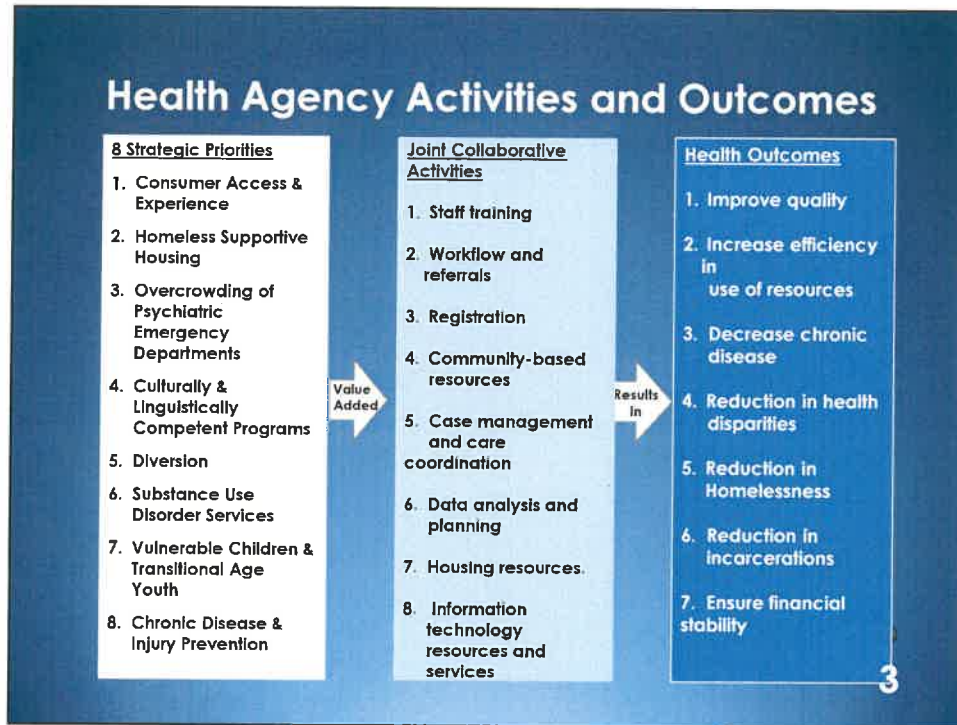 Health Agency Activities and Outcomes
8 Strategic Priorities
1. Consumer Access &
Experience
2. Homeless Supportive
Housing
3. Overcrowding of
Psychiatric
Emergency
Departments
4. Culturally &
Linguistically
Competent Programs
5. Diversion
6. Substance Use
Disorder Services
7. Vulnerable Children &
Transitional Age
Youth
8. Chronic Disease &
Injury Prevention
Value
Added
Joint Collaborative
Activities
1. Staff training
2. Workflow and
referrals
3. Registration
4. Community-based
resources
5. Case management
and care
coordination
6. Data analysis and
planning
7. Housing resources.
8. Information
technology
resources and
services
Results
In
Health Outcomes
1. Improve quality
2. Increase efficiency
in
use of resources
3. Decrease chronic
disease
4. Reduction in health
disparities
5. Reduction in
Homelessness
6. Reduction in
incarcerations
7. Ensure financial
stability
3